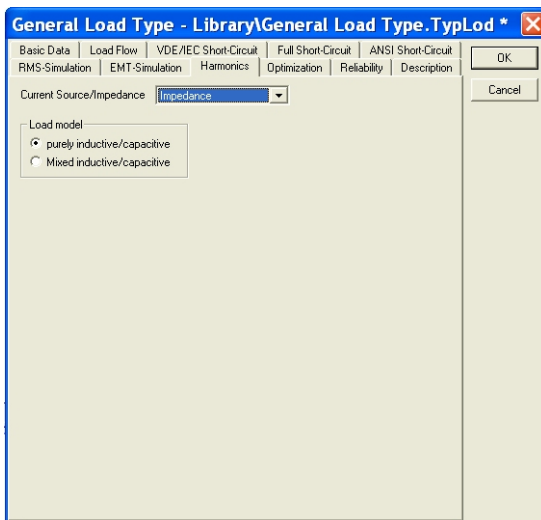 General Load Type - Library\General Load Type.TypLod *
Basic Data Load Flow VDE/IEC Short-Circuit Full Short-Circuit ANSI Short-Circuit
RMS-Simulation EMT-Simulation Harmonics Optimization Reliability Description
OK
Cancel
Current Source/Impedance Impedance
Load model
purely inductive/capacitive
Mixed inductive/capacitive